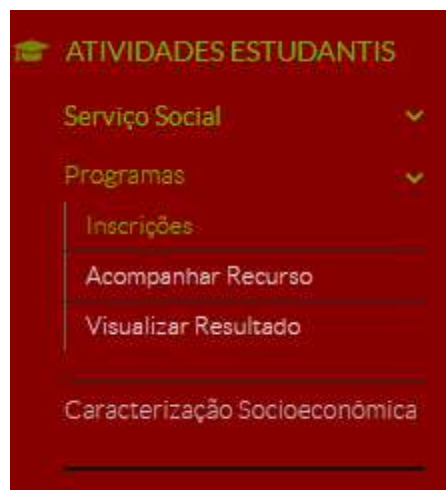 ATIVIDADES ESTUDANTIS
Serviço Social
Programas
Inscrições
Acompanhar Recurso
Visualizar Resultado
Caracterização Socioeconômica